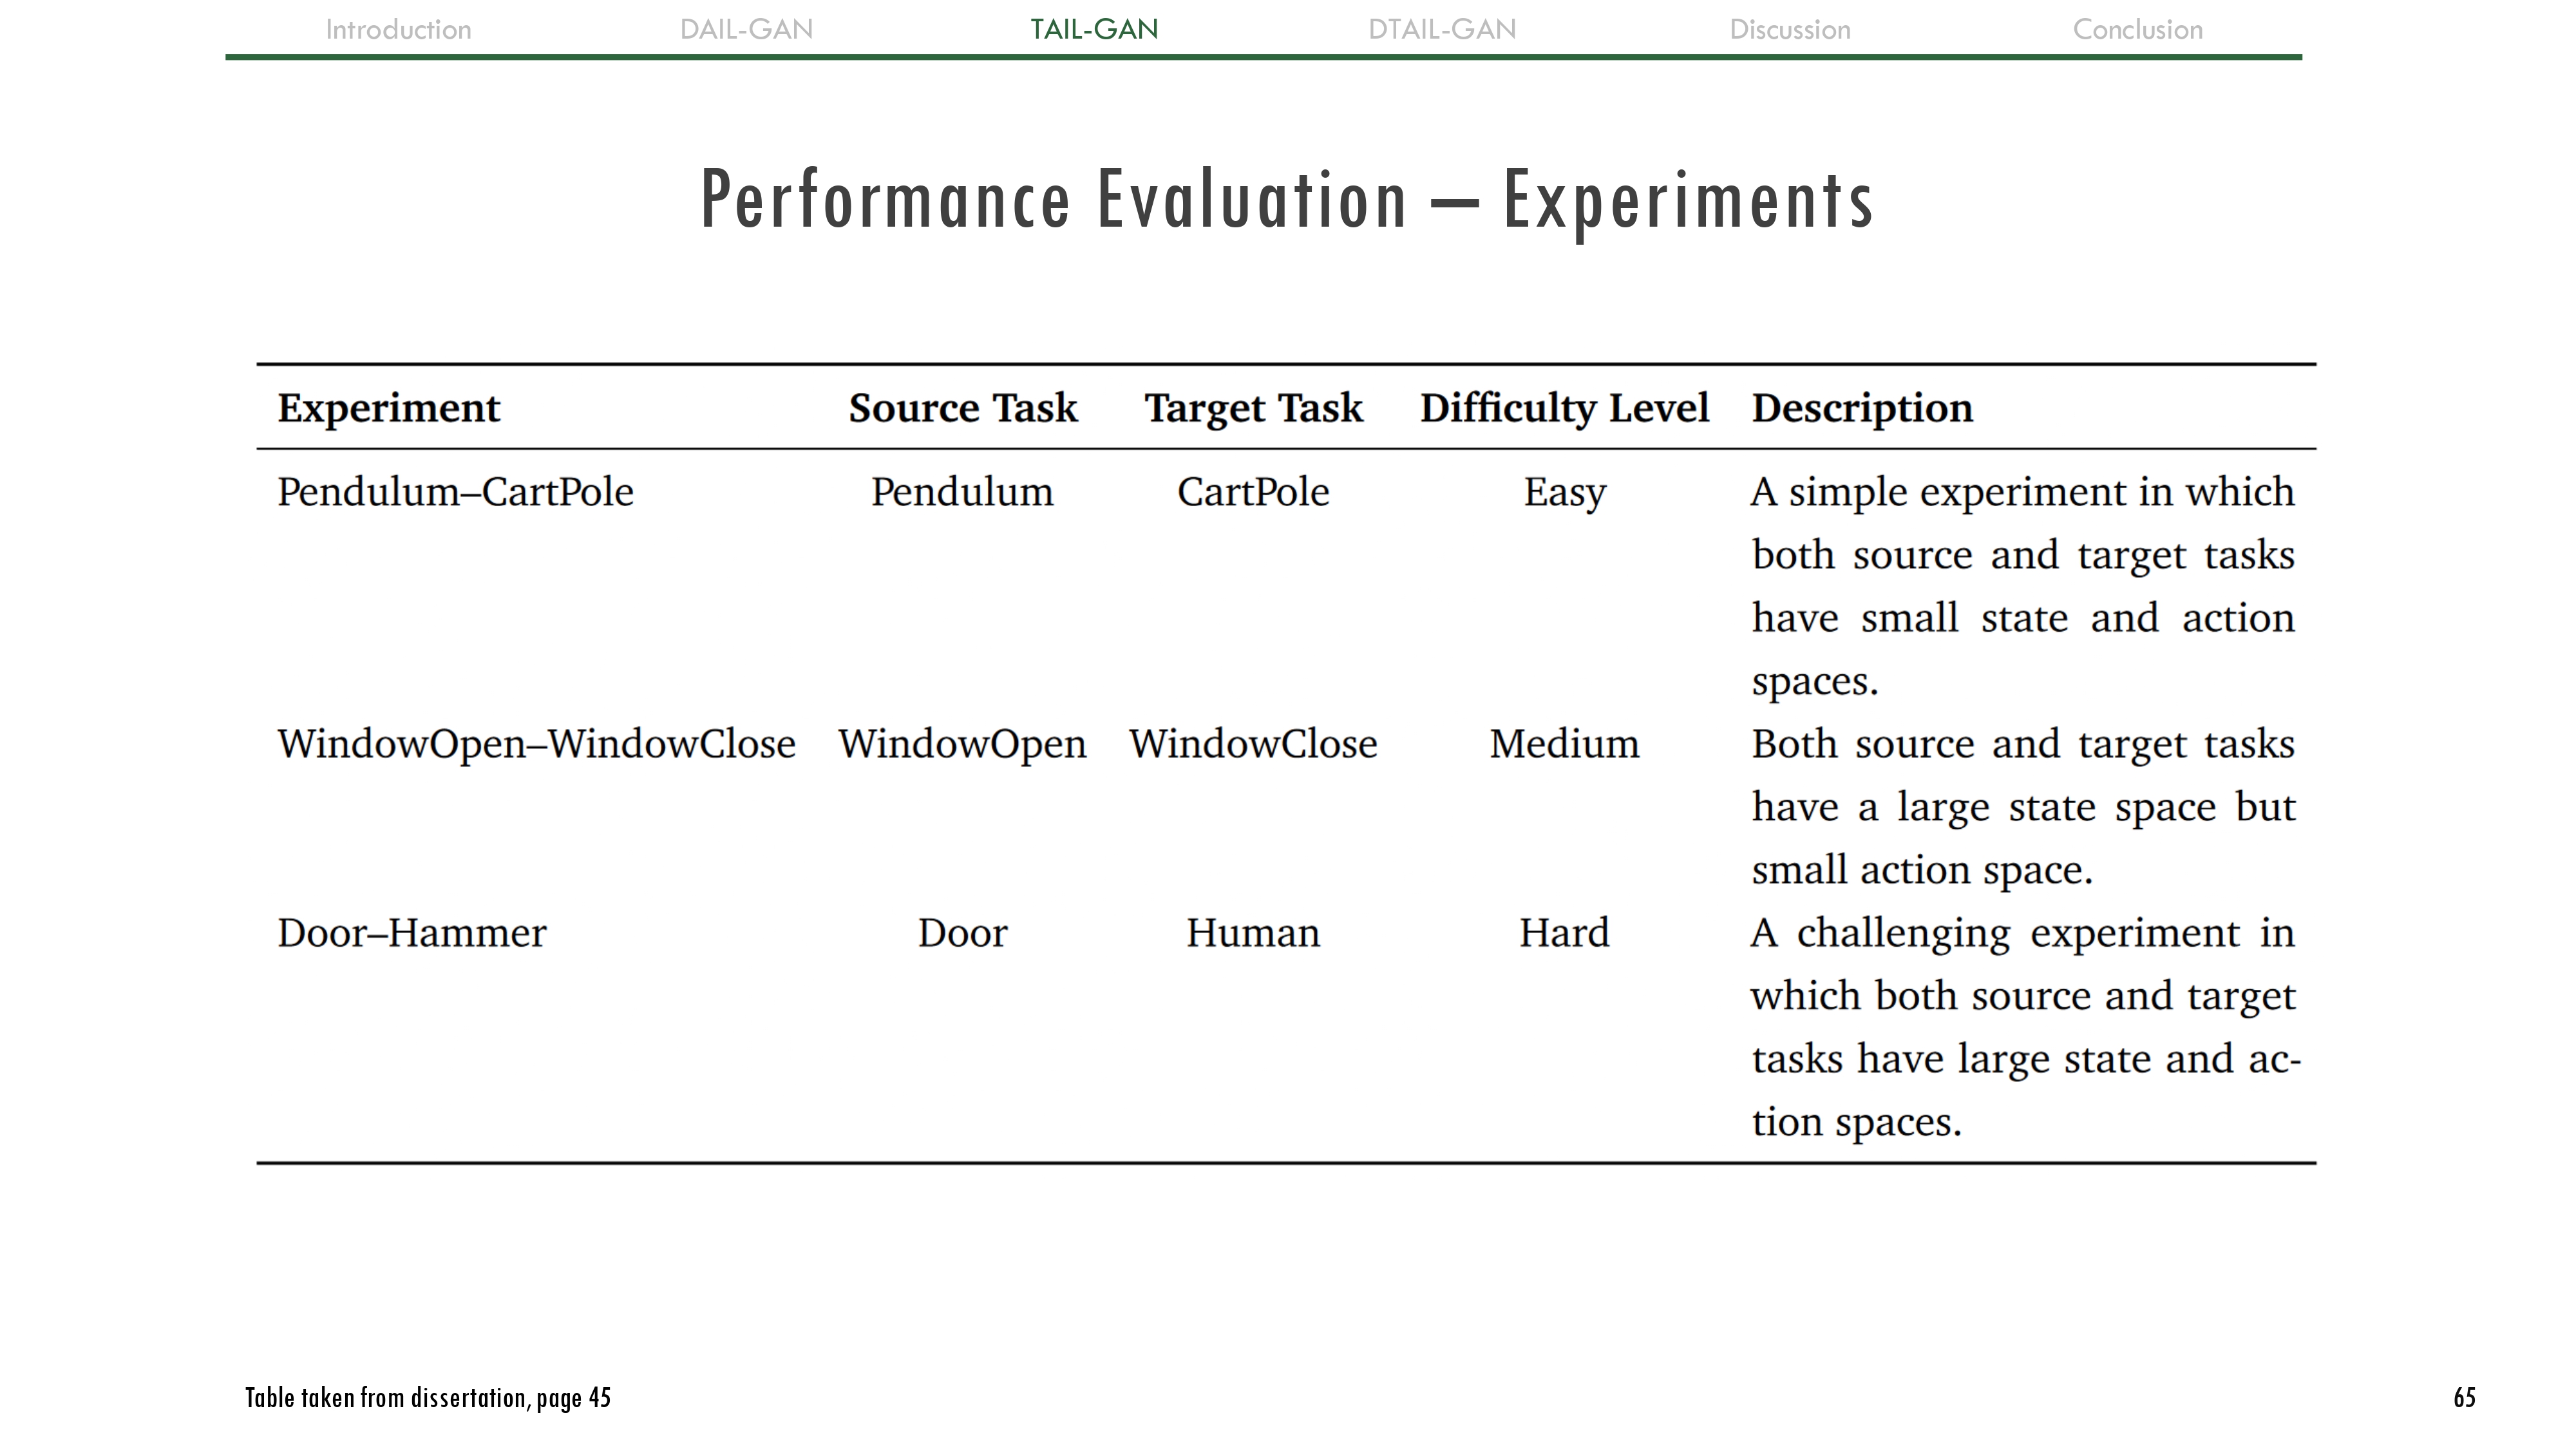 Introduction DAIL-GAN TAIL-GAN DTAIL-GAN Discussion Conclusion
Performance Evaluation – Experiments
Experiment Source Task Target Task Difficulty Level Description
Pendulum–CartPole Pendulum CartPole Easy A simple experiment in which
both source and target tasks
have small state and action
spaces.
WindowOpen–WindowClose WindowOpen WindowClose Medium Both source and target tasks
have a large state space but
small action space.
Door–Hammer Door Human Hard A challenging experiment in
which both source and target
tasks have large state and ac-
tion spaces.
Table taken from dissertation, page 45 65